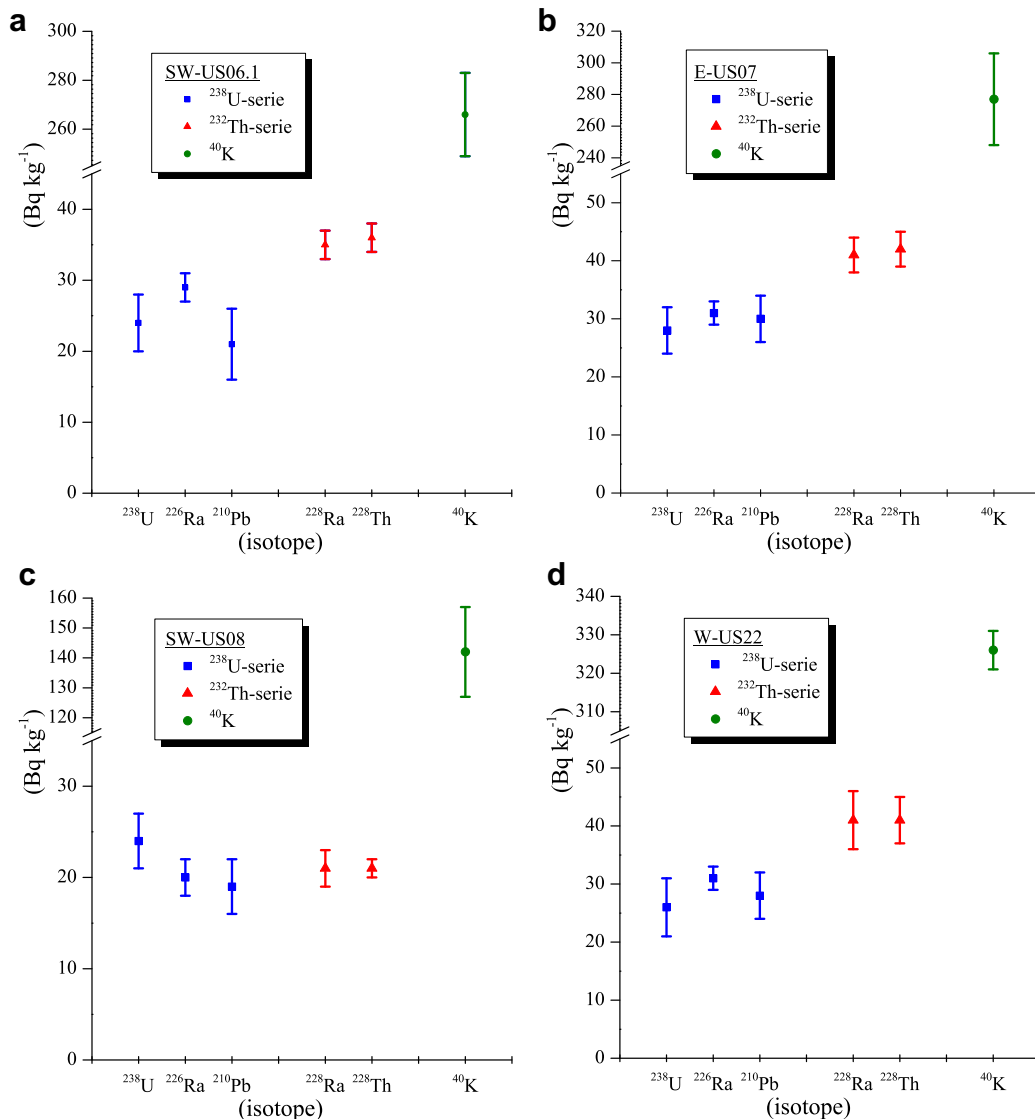 a
(Bq kg⁻¹)
300
280
260
40
30
20
10
0
SW-US06.1
²³⁸U-serie
²³²Th-serie
⁴⁰K
²³⁸U ²²⁶Ra ²¹⁰Pb ²²⁸Ra ²²⁸Th ⁴⁰K
(isotope)
b
(Bq kg⁻¹)
320
300
280
260
240
50
40
30
20
10
0
E-US07
²³⁸U-serie
²³²Th-serie
⁴⁰K
²³⁸U ²²⁶Ra ²¹⁰Pb ²²⁸Ra ²²⁸Th ⁴⁰K
(isotope)
c
(Bq kg⁻¹)
160
150
140
130
120
30
20
10
0
SW-US08
²³⁸U-serie
²³²Th-serie
⁴⁰K
²³⁸U ²²⁶Ra ²¹⁰Pb ²²⁸Ra ²²⁸Th ⁴⁰K
(isotope)
d
(Bq kg⁻¹)
340
330
320
310
50
40
30
20
10
0
W-US22
²³⁸U-serie
²³²Th-serie
⁴⁰K
²³⁸U ²²⁶Ra ²¹⁰Pb ²²⁸Ra ²²⁸Th ⁴⁰K
(isotope)